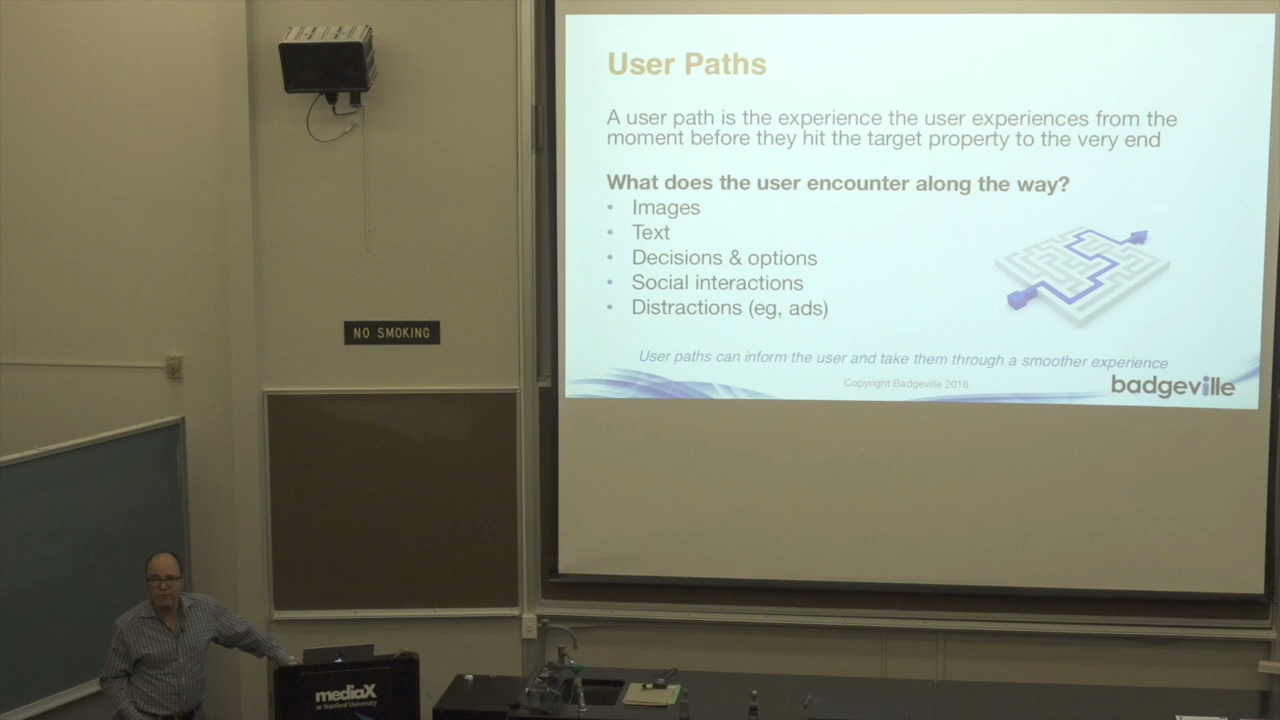 User Paths
A user path is the experience the user experiences from the
moment before they hit the target property to the very end
What does the user encounter along the way?
• Images
• Text
• Decisions & options
• Social interactions
• Distractions (eg, ads)
User paths can inform the user and take them through a smoother experience
Copyright Badgeville 2016
badgeville
NO SMOKING
mediaX
at Stanford University